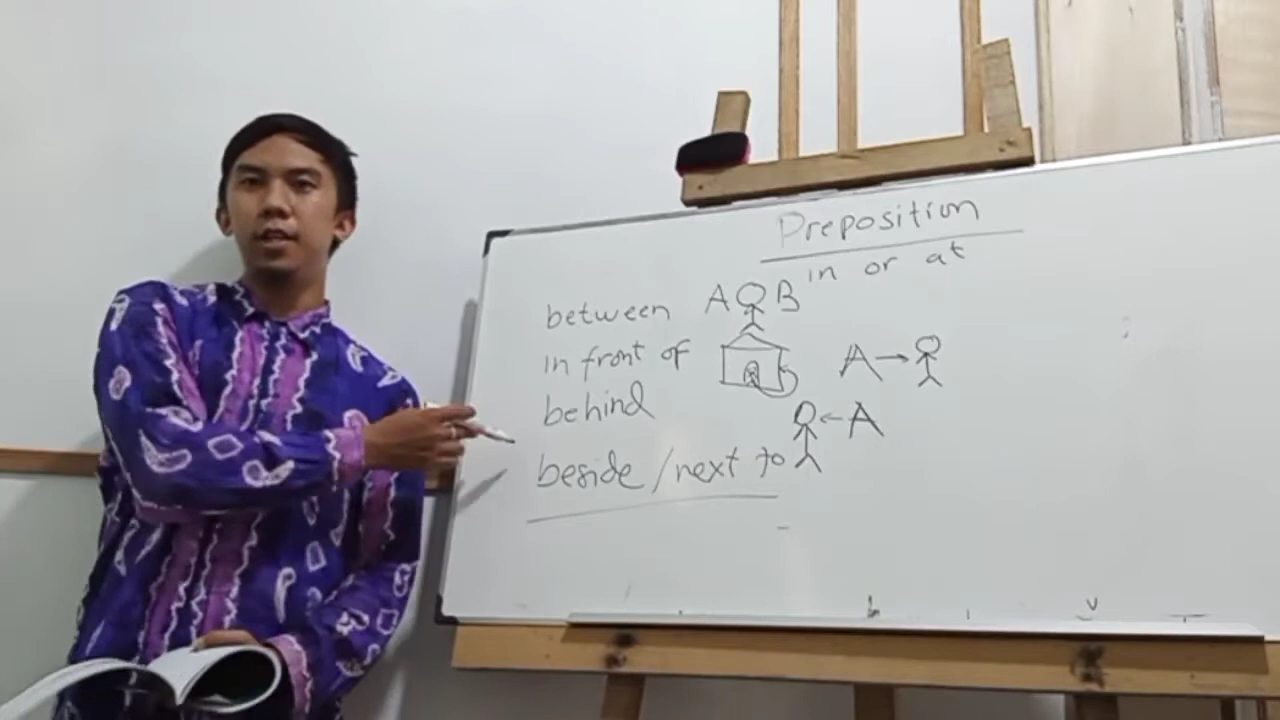 Preposition
in or at
between A B
in front of A→
behind ←A
beside/next to